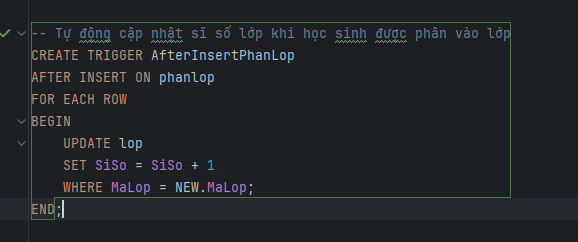 -- Tự động cập nhật sĩ số lớp khi học sinh được phân vào lớp
CREATE TRIGGER AfterInsertPhanLop
AFTER INSERT ON phanlop
FOR EACH ROW
BEGIN
    UPDATE lop
    SET SiSo = SiSo + 1
    WHERE MaLop = NEW.MaLop;
END;